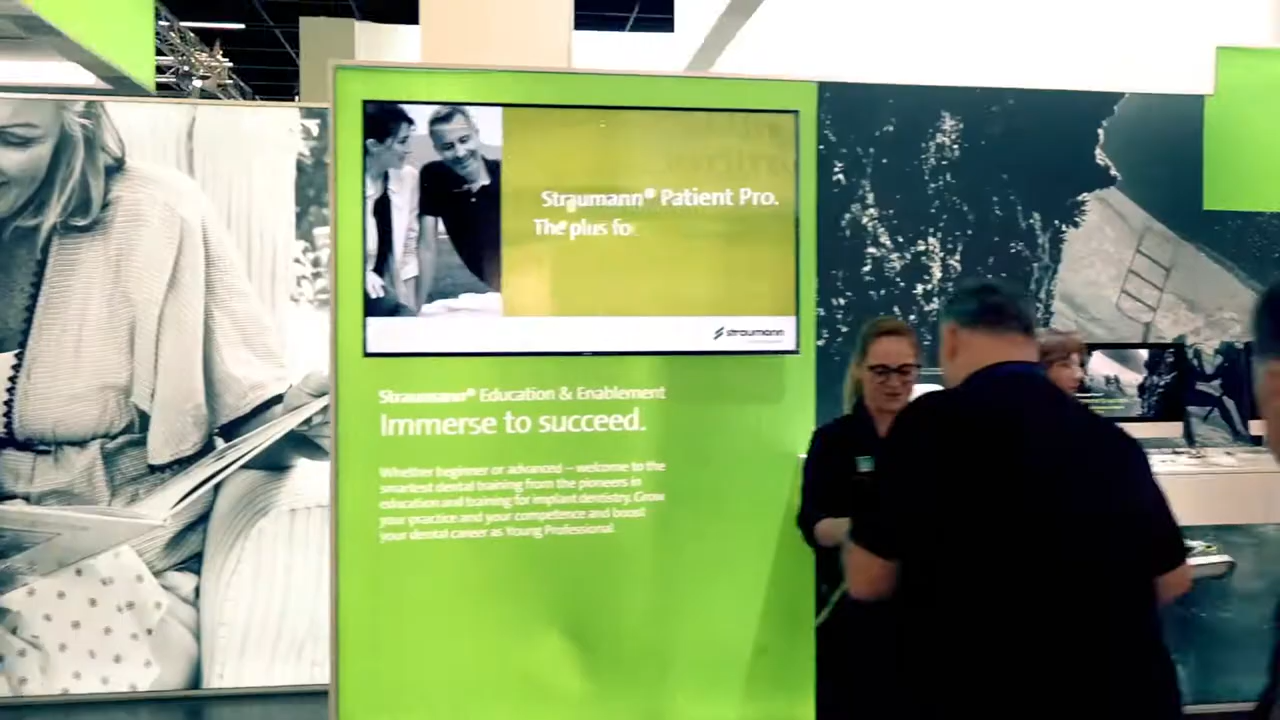 Straumann® Patient Pro.
The plus fo
straumann
Straumann® Education & Enablement
Immerse to succeed.
Whether beginner or advanced – welcome to the
smartest dental training from the pioneers in
education and training for implant dentistry. Grow
your practice and your competence and boost
your dental career as Young Professional.